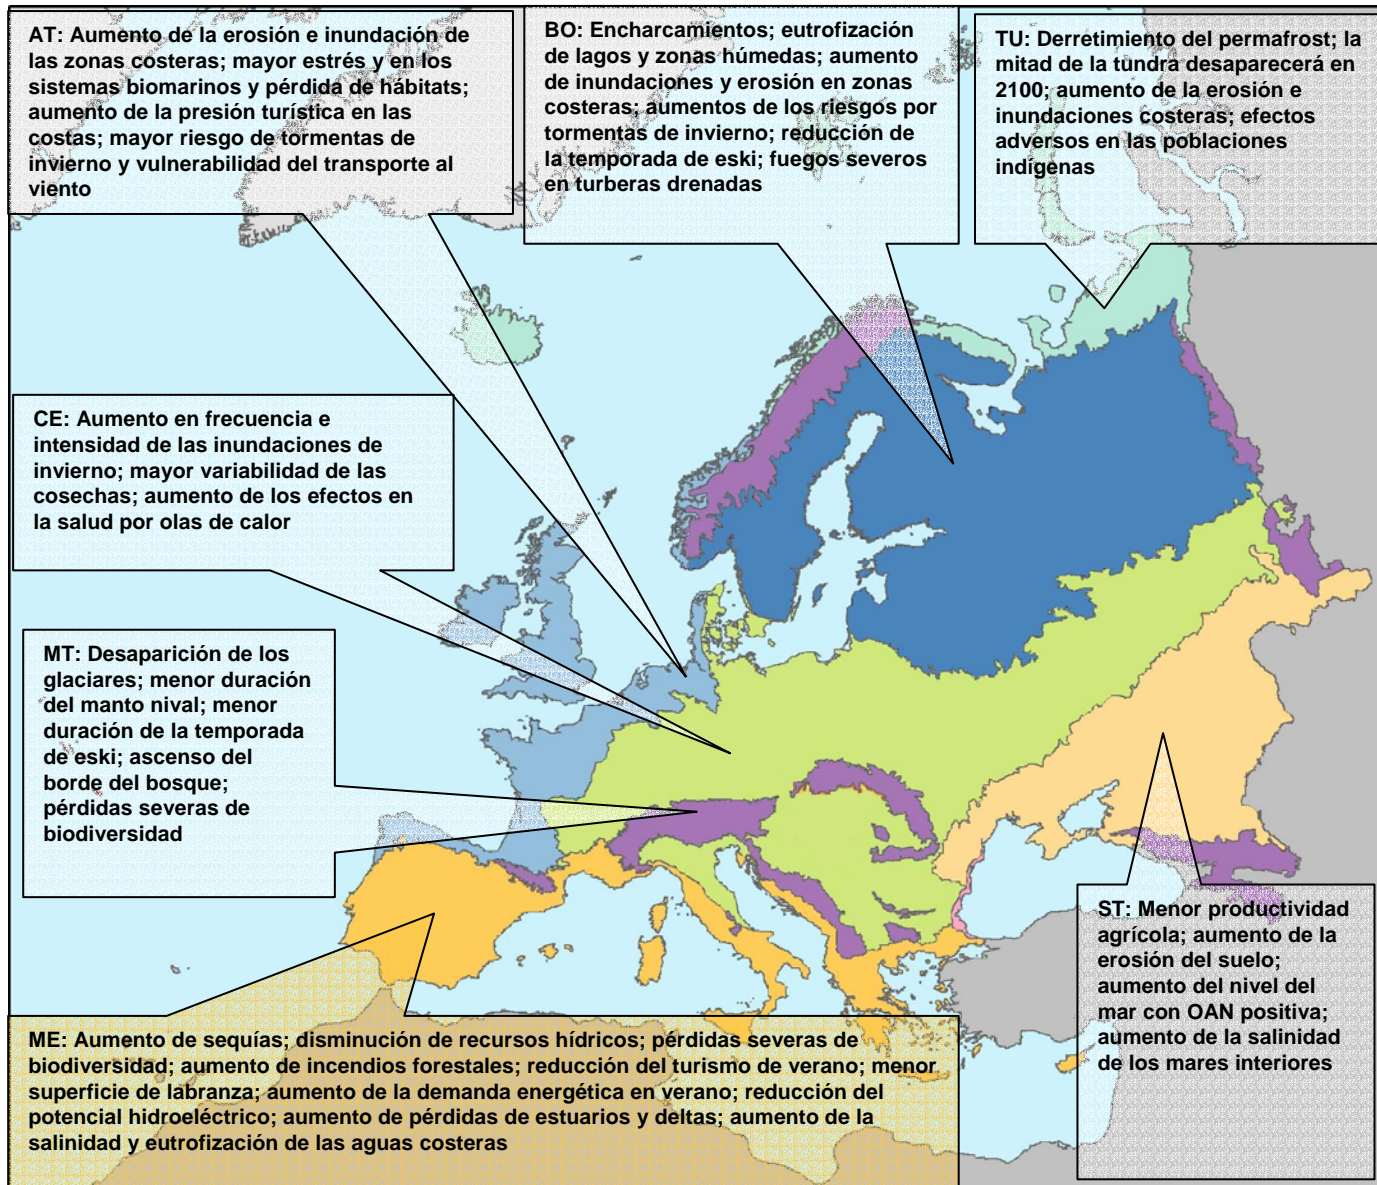 AT: Aumento de la erosión e inundación de
las zonas costeras; mayor estrés y en los
sistemas biomarinos y pérdida de hábitats;
aumento de la presión turística en las
costas; mayor riesgo de tormentas de
invierno y vulnerabilidad del transporte al
viento
BO: Encharcamientos; eutrofización
de lagos y zonas húmedas; aumento
de inundaciones y erosión en zonas
costeras; aumentos de los riesgos por
tormentas de invierno; reducción de
la temporada de eski; fuegos severos
en turberas drenadas
TU: Derretimiento del permafrost; la
mitad de la tundra desaparecerá en
2100; aumento de la erosión e
inundaciones costeras; efectos
adversos en las poblaciones
indígenas
CE: Aumento en frecuencia e
intensidad de las inundaciones de
invierno; mayor variabilidad de las
cosechas; aumento de los efectos en
la salud por olas de calor
MT: Desaparición de los
glaciares; menor duración
del manto nival; menor
duración de la temporada
de eski; ascenso del
borde del bosque;
pérdidas severas de
biodiversidad
ST: Menor productividad
agrícola; aumento de la
erosión del suelo;
aumento del nivel del
mar con OAN positiva;
aumento de la salinidad
de los mares interiores
ME: Aumento de sequías; disminución de recursos hídricos; pérdidas severas de
biodiversidad; aumento de incendios forestales; reducción del turismo de verano; menor
superficie de labranza; aumento de la demanda energética en verano; reducción del
potencial hidroeléctrico; aumento de pérdidas de estuarios y deltas; aumento de la
salinidad y eutrofización de las aguas costeras